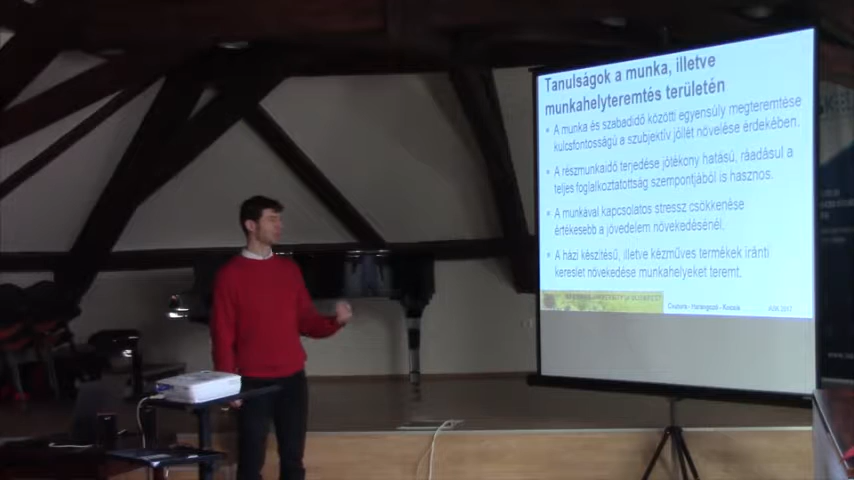 Tanulságok a munka, illetve
munkahelyteremtés területén
• A munka és szabadidő közötti egyensúly megteremtése
kulcsfontosságú a szubjektív jóllét növelése érdekében.
• A részmunkaidő terjedése jótékony hatású, ráadásul a
teljes foglalkoztatottság szempontjából is hasznos.
• A munkával kapcsolatos stressz csökkenése
értékesebb a jövedelem növekedésénél.
• A házi készítésű, illetve kézműves termékek iránti
kereslet növekedése munkahelyeket teremt.